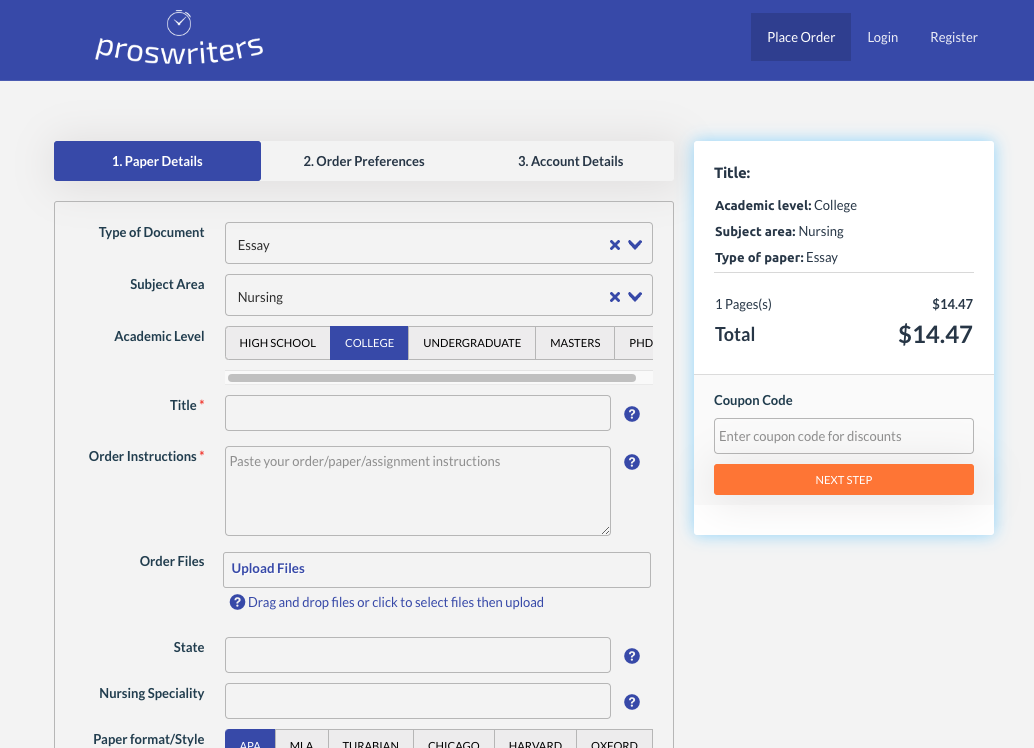 proswriters
Place Order
Login
Register
1. Paper Details
2. Order Preferences
3. Account Details
Type of Document
Essay
Subject Area
Nursing
Academic Level
HIGH SCHOOL
COLLEGE
UNDERGRADUATE
MASTERS
PHD
Title *
?
Order Instructions *
Paste your order/paper/assignment instructions
?
Order Files
Upload Files
? Drag and drop files or click to select files then upload
State
?
Nursing Speciality
?
Paper format/Style
APA
MLA
TURABIAN
CHICAGO
HARVARD
OXFORD
Title:
Academic level: College
Subject area: Nursing
Type of paper: Essay
1 Pages(s) $14.47
Total $14.47
Coupon Code
Enter coupon code for discounts
NEXT STEP